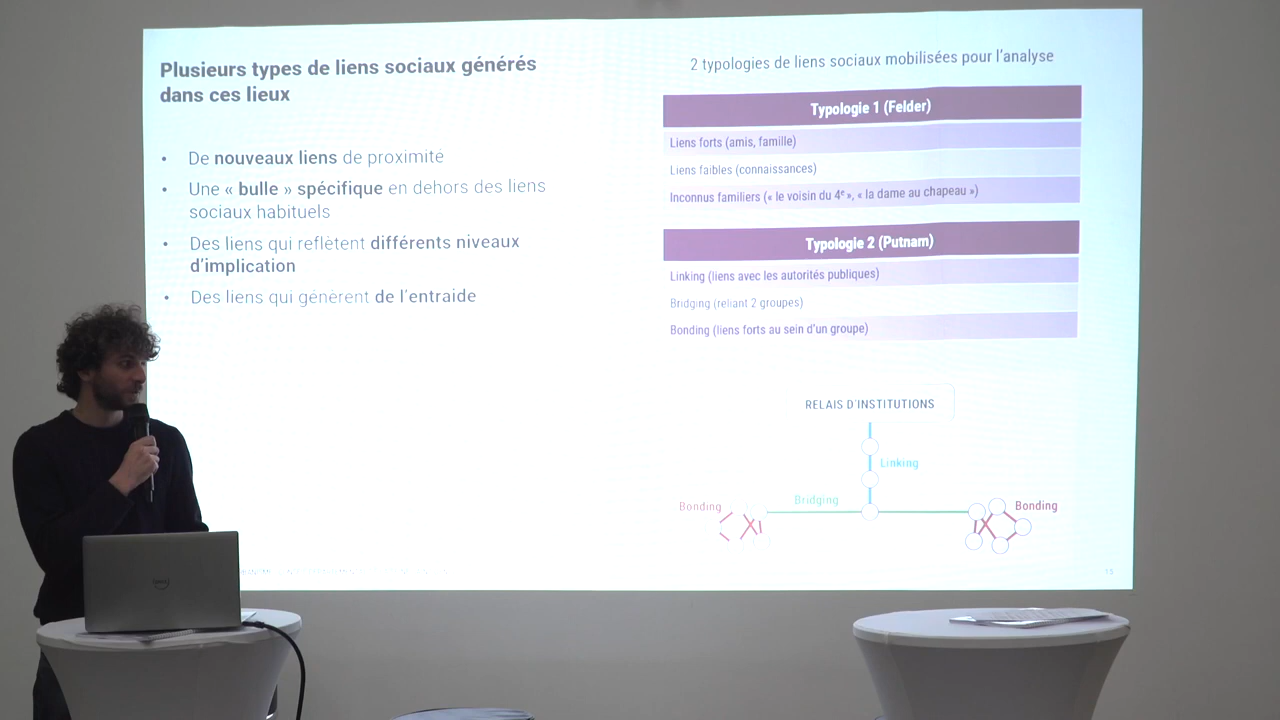 Plusieurs types de liens sociaux générés
dans ces lieux
• De nouveaux liens de proximité
• Une « bulle » spécifique en dehors des liens
sociaux habituels
• Des liens qui reflètent différents niveaux
d'implication
• Des liens qui génèrent de l'entraide
2 typologies de liens sociaux mobilisées pour l'analyse
Typologie 1 (Felder)
Liens forts (amis, famille)
Liens faibles (connaissances)
Inconnus familiers (« le voisin du 4e », « la dame au chapeau »)
Typologie 2 (Putnam)
Linking (liens avec les autorités publiques)
Bridging (reliant 2 groupes)
Bonding (liens forts au sein d'un groupe)
RELAIS D'INSTITUTIONS
Linking
Bridging
Bonding
Bonding
15
DELL